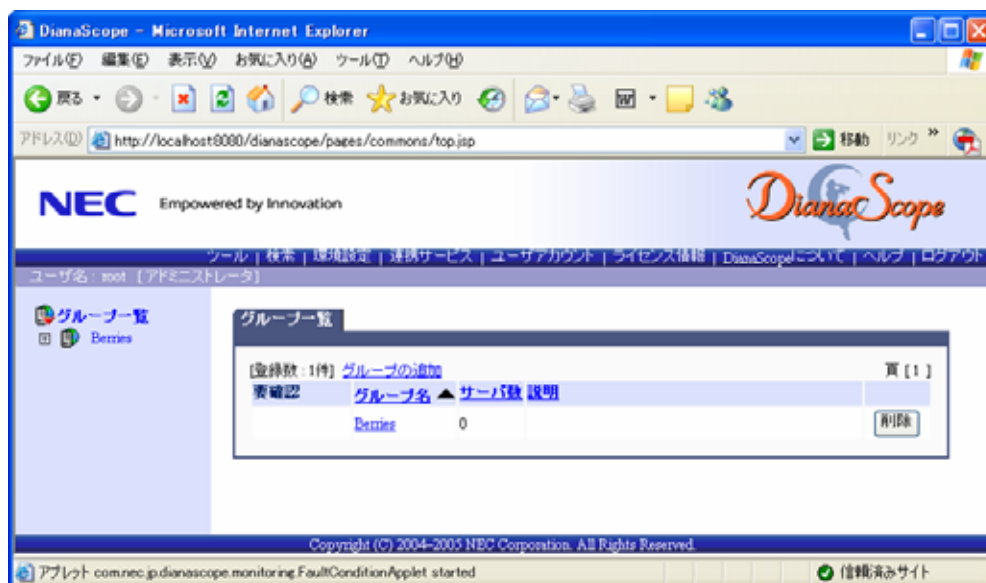 DianaScope - Microsoft Internet Explorer
ファイル(F) 編集(E) 表示(V) お気に入り(A) ツール(T) ヘルプ(H)
戻る 検索 お気に入り
アドレス(D) http://localhost:8080/dianascope/pages/commons/top.jsp 移動 リンク »
NEC Empowered by Innovation DianaScope
ツール | 検索 | 環境設定 | 連携サービス | ユーザアカウント | ライセンス情報 | DianaScopeについて | ヘルプ | ログアウト
ユーザ名 : root [アドミニストレータ]
グループ一覧
Berries
グループ一覧
[登録数 : 1件] グループの追加 頁 [1]
要確認 グループ名 ▲ サーバ数 説明
Berries 0 削除
Copyright (C) 2004-2005 NEC Corporation. All Rights Reserved.
アプレット com.nec.jp.dianascope.monitoring.FaultConditionApplet started 信頼済みサイト